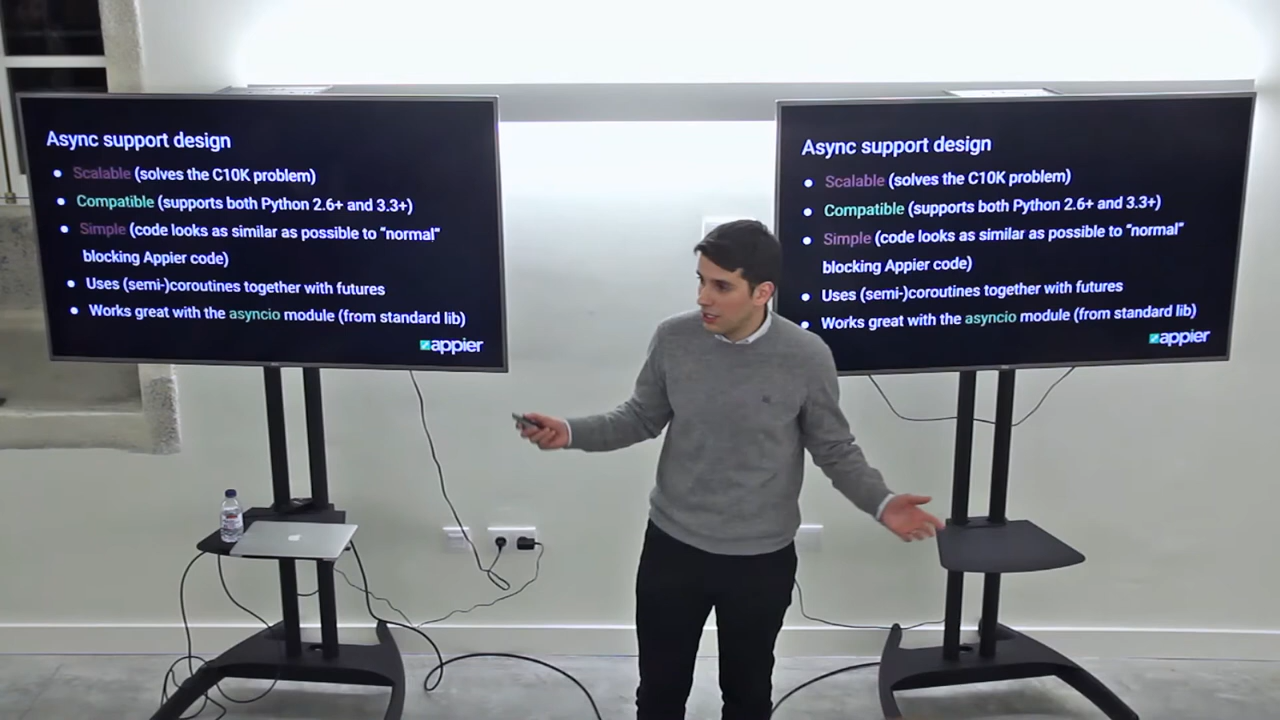 Async support design
• Scalable (solves the C10K problem)
• Compatible (supports both Python 2.6+ and 3.3+)
• Simple (code looks as similar as possible to “normal”
blocking Appier code)
• Uses (semi-)coroutines together with futures
• Works great with the asyncio module (from standard lib)
appier
Async support design
• Scalable (solves the C10K problem)
• Compatible (supports both Python 2.6+ and 3.3+)
• Simple (code looks as similar as possible to “normal”
blocking Appier code)
• Uses (semi-)coroutines together with futures
• Works great with the asyncio module (from standard lib)
appier